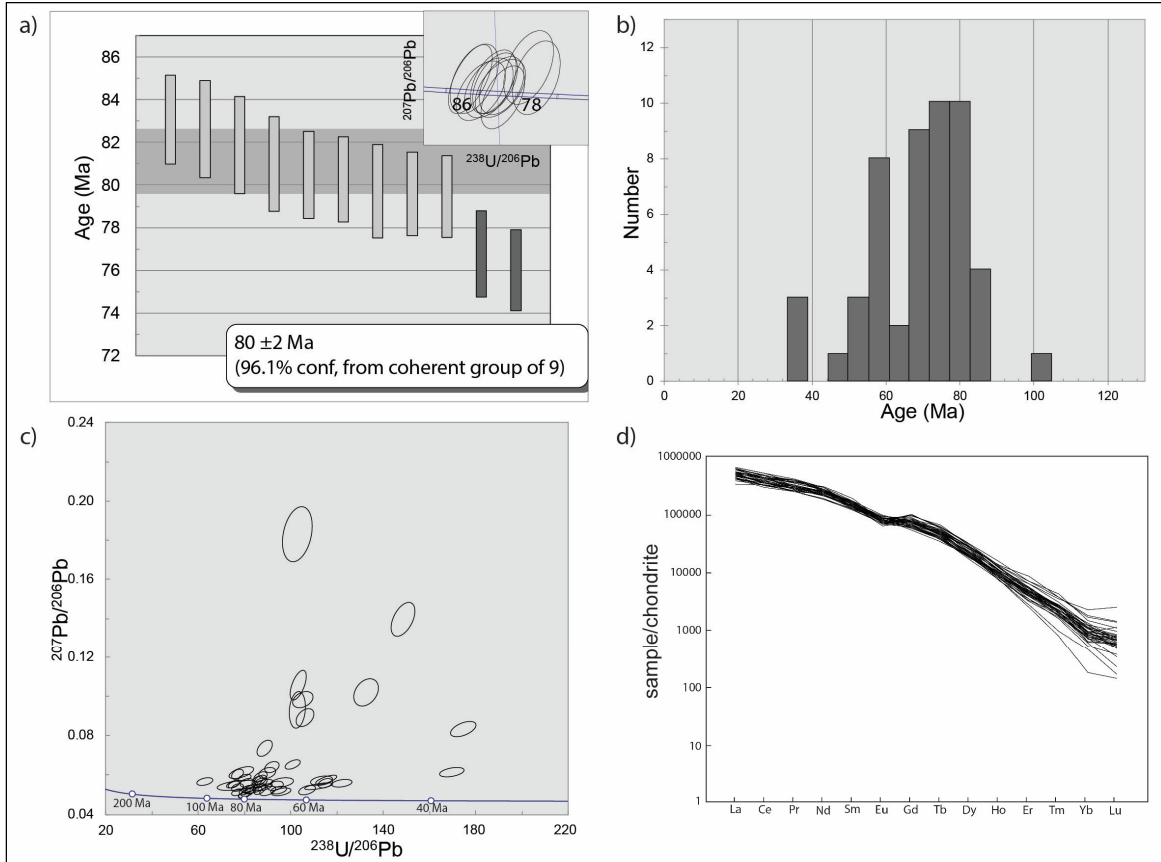 a)
86
84
82
80
78
76
74
72
Age (Ma)
²⁰⁷Pb/²⁰⁶Pb
86
78
²³⁸U/²⁰⁶Pb
80 ±2 Ma
(96.1% conf, from coherent group of 9)
b)
12
10
8
6
4
2
0
Number
0 20 40 60 80 100 120
Age (Ma)
c)
0.24
0.20
0.16
0.12
0.08
0.04
²⁰⁷Pb/²⁰⁶Pb
200 Ma 100 Ma 80 Ma 60 Ma 40 Ma
20 60 100 140 180 220
²³⁸U/²⁰⁶Pb
d)
1000000
100000
10000
1000
100
10
1
sample/chondrite
La Ce Pr Nd Sm Eu Gd Tb Dy Ho Er Tm Yb Lu